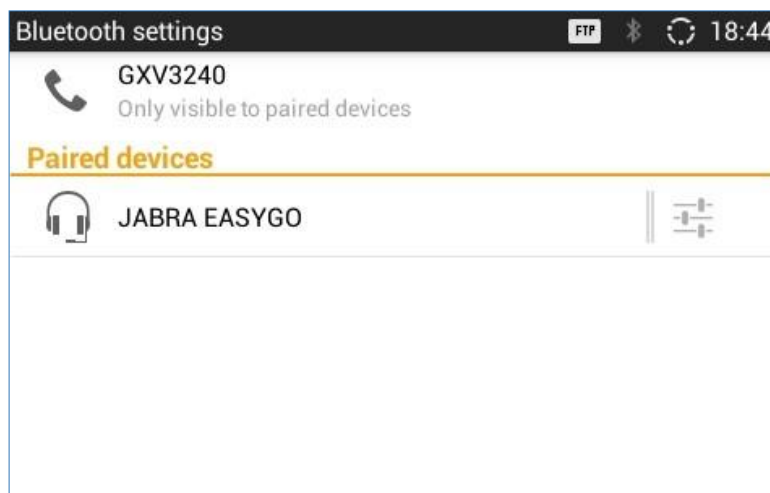 Bluetooth settings FTP 18:44
GXV3240
Only visible to paired devices
Paired devices
JABRA EASYGO